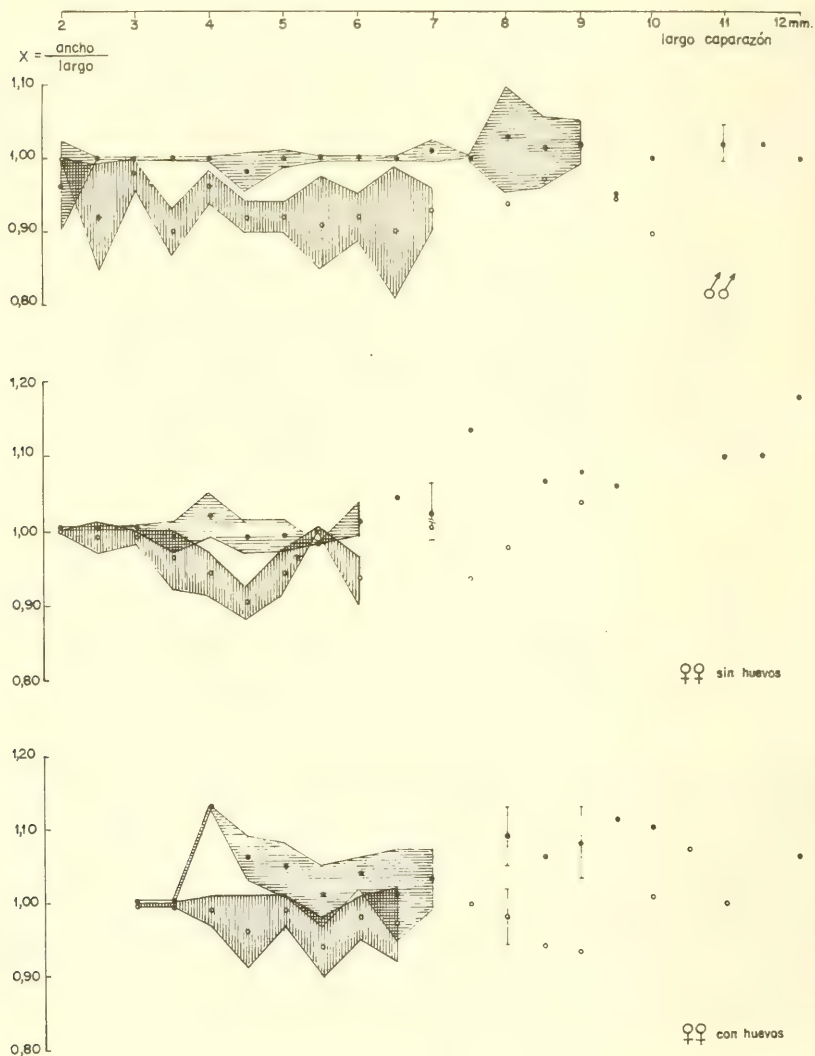 2 3 4 5 6 7 8 9 10 11 12 mm.
largo caparazón
X = ancho
largo
1,10
1,00
0,90
0,80
♂♂
1,20
1,10
1,00
0,90
0,80
♀♀ sin huevos
1,20
1,10
1,00
0,90
0,80
♀♀ con huevos